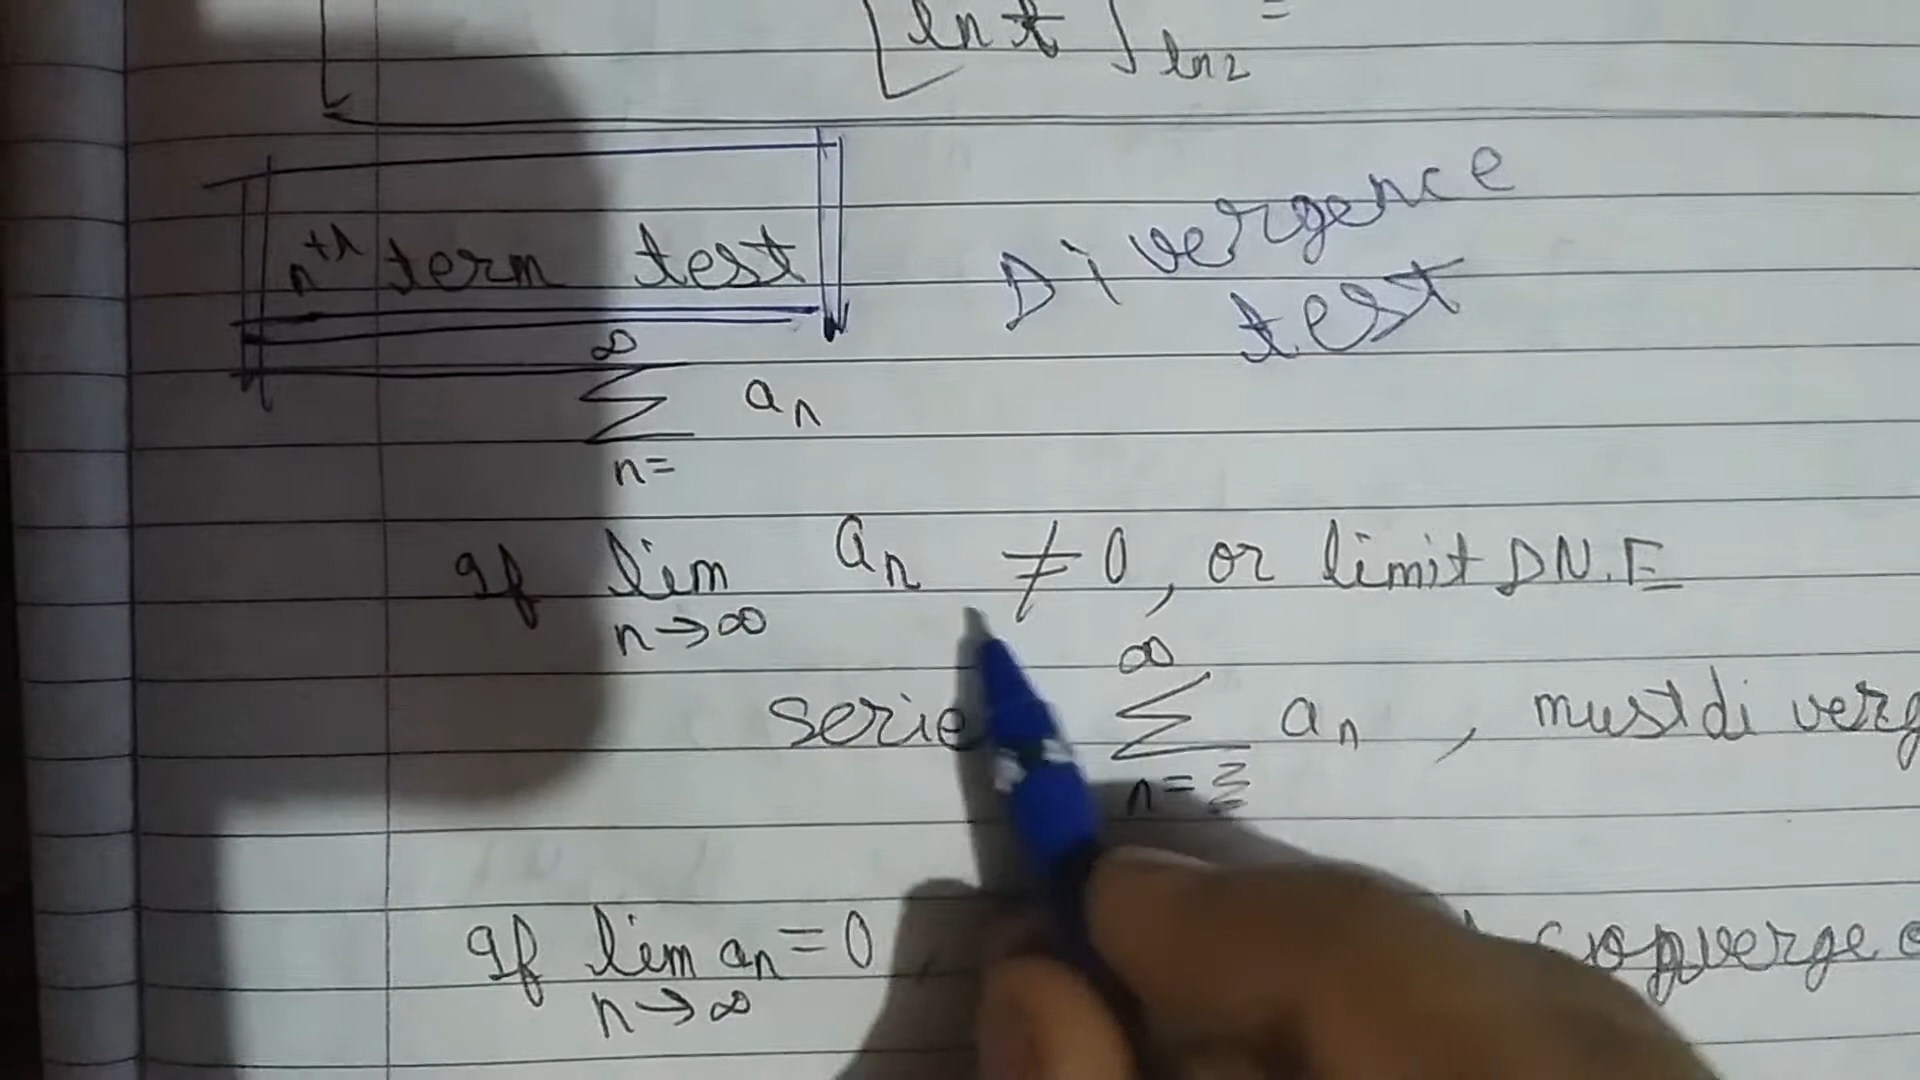 [ln t]ln2 =
nth term test
Divergence
test
∞
Σ an
n=
If lim an ≠ 0, or limit D.N.E
n→∞
∞
serie Σ an , must diverg
n=
If lim an = 0 converge
n→∞